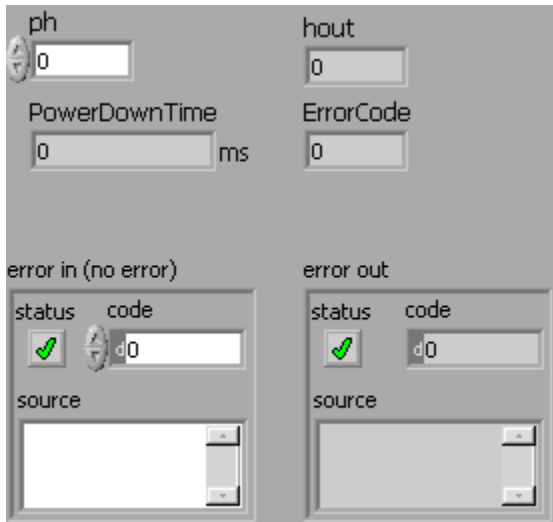 ph
hout
0
0
PowerDownTime
ErrorCode
0
ms
0
error in (no error)
error out
status
code
status
code
d0
d0
source
source